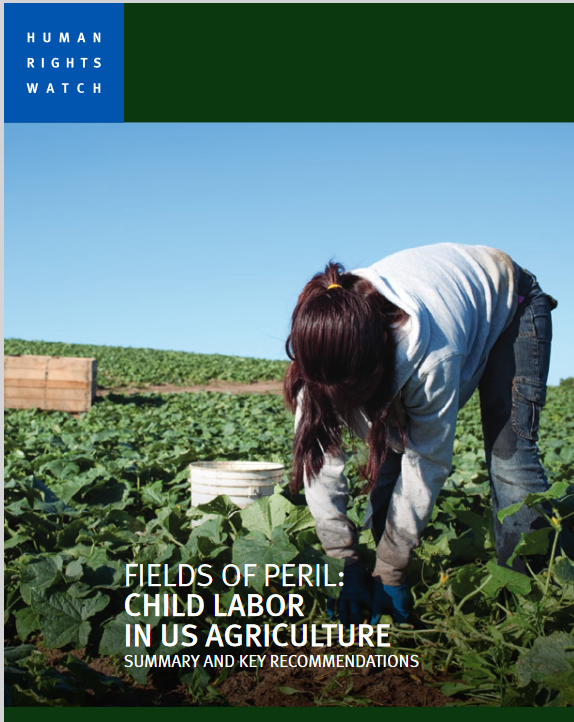 HUMAN
RIGHTS
WATCH
FIELDS OF PERIL:
CHILD LABOR
IN US AGRICULTURE
SUMMARY AND KEY RECOMMENDATIONS